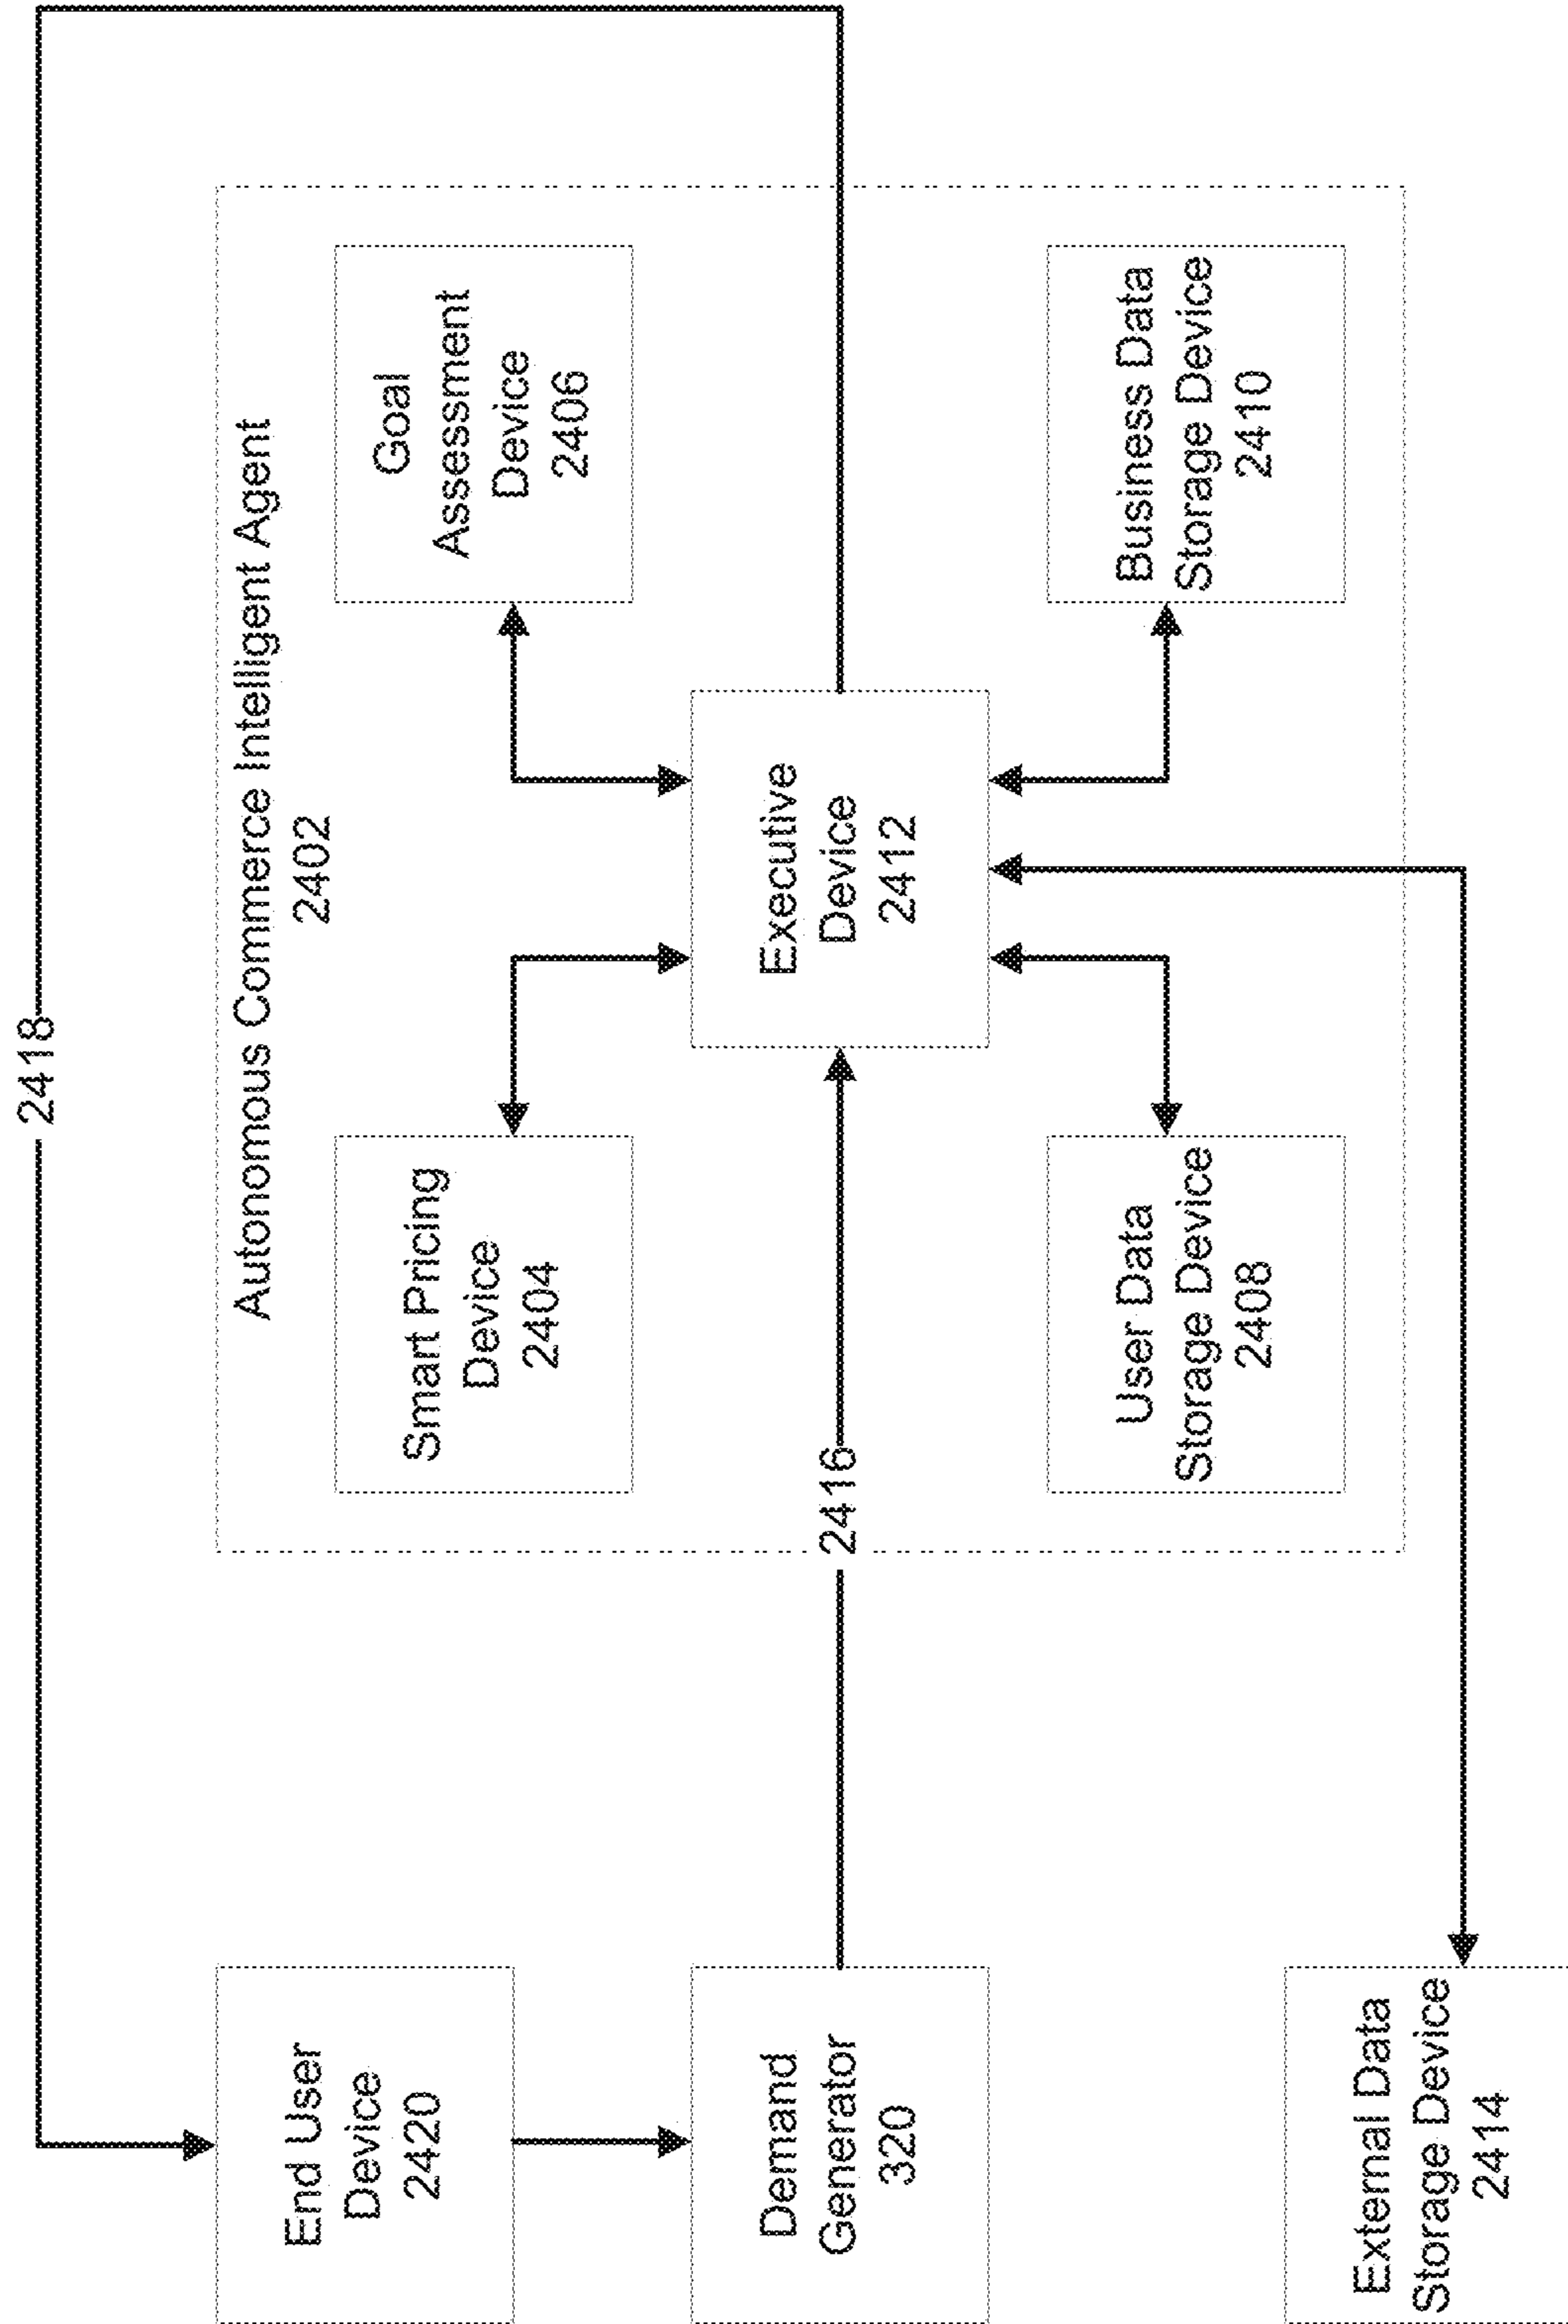 2418
Autonomous Commerce Intelligent Agent
2402
End User
Device
2420
Smart Pricing
Device
2404
Goal
Assessment
Device
2406
Demand
Generator
320
2416
Executive
Device
2412
External Data
Storage Device
2414
User Data
Storage Device
2408
Business Data
Storage Device
2410